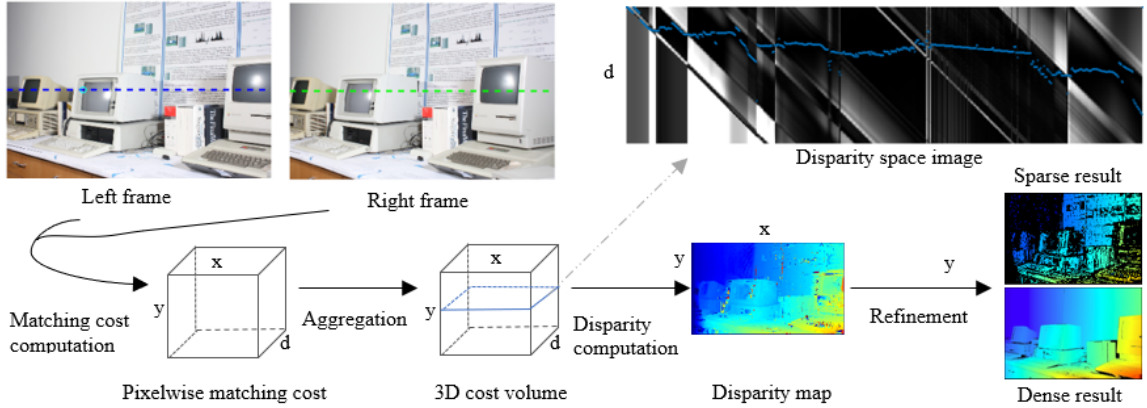 d
Disparity space image
Left frame
Right frame
Sparse result
x
y
d
Matching cost
computation
Aggregation
x
y
d
Disparity
computation
x
y
Refinement
y
Pixelwise matching cost
3D cost volume
Disparity map
Dense result